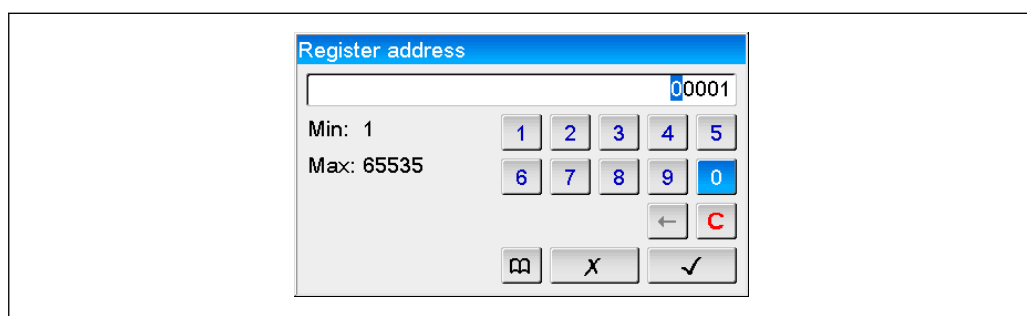 Register address
00001
Min: 1
Max: 65535
1 2 3 4 5
6 7 8 9 0
← C
X ✓